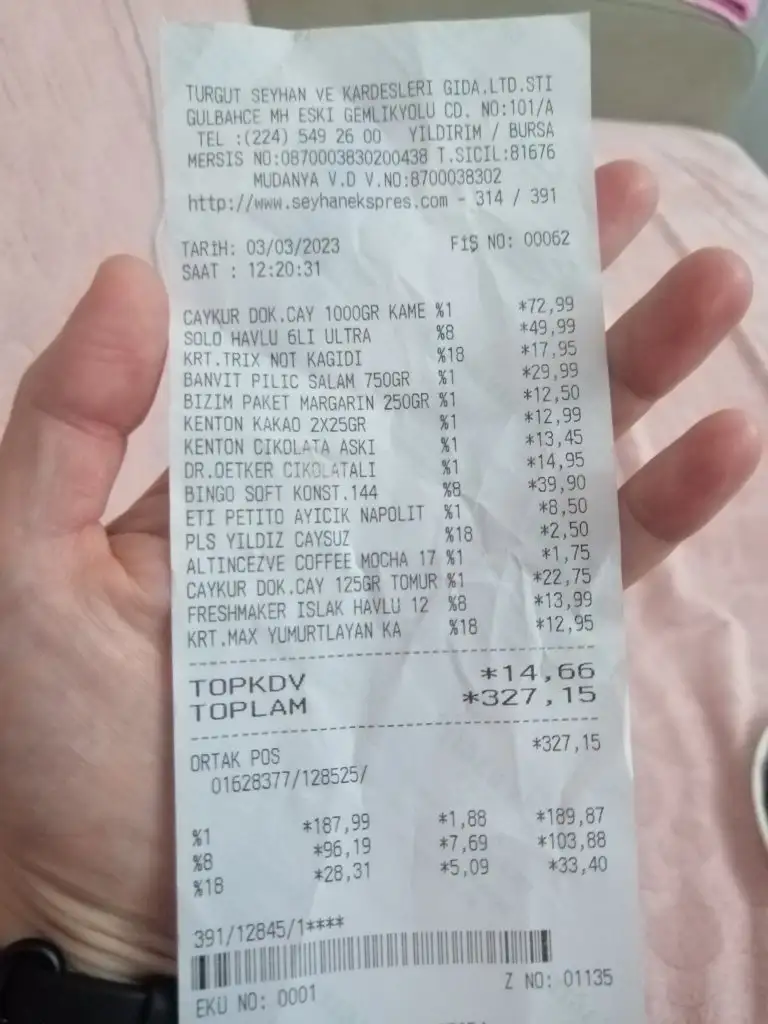 TURGUT SEYHAN VE KARDESLERI GIDA.LTD.STI
GULBAHCE MH ESKI GEMLIKYOLU CD. NO:101/A
TEL :(224) 549 26 00 YILDIRIM / BURSA
MERSIS NO:0870003830200438 T.SICIL:81676
MUDANYA V.D V.NO:8700038302
http://www.seyhanekspres.com - 314 / 391
TARİH: 03/03/2023 FİŞ NO: 00062
SAAT : 12:20:31
CAYKUR DOK.CAY 1000GR KAME %1 *72,99
SOLO HAVLU 6LI ULTRA %8 *49,99
KRT.TRIX NOT KAGIDI %18 *17,95
BANVIT PILIC SALAM 750GR %1 *29,99
BIZIM PAKET MARGARIN 250GR %1 *12,50
KENTON KAKAO 2X25GR %1 *12,99
KENTON CIKOLATA ASKI %1 *13,45
DR.OETKER CIKOLATALI %1 *14,95
BINGO SOFT KONST.144 %8 *39,90
ETI PETITO AYICIK NAPOLIT %1 *8,50
PLS YILDIZ CAYSUZ %18 *2,50
ALTINCEZVE COFFEE MOCHA 17 %1 *1,75
CAYKUR DOK.CAY 125GR TOMUR %1 *22,75
FRESHMAKER ISLAK HAVLU 12 %8 *13,99
KRT.MAX YUMURTLAYAN KA %18 *12,95
TOPKDV *14,66
TOPLAM *327,15
ORTAK POS *327,15
01628377/128525/
%1 *187,99 *1,88 *189,87
%8 *96,19 *7,69 *103,88
%18 *28,31 *5,09 *33,40
391/12845/1****
EKU NO: 0001 Z NO: 01135